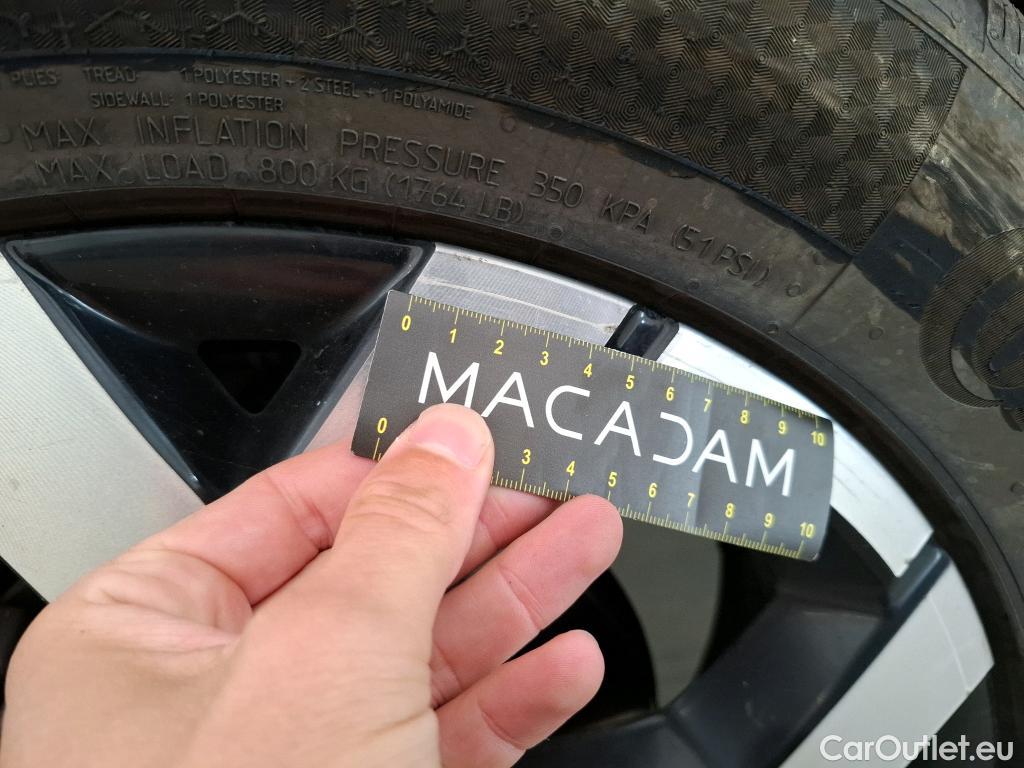 PLIES: TREAD: 1 POLYESTER + 2 STEEL + 1 POLYAMIDE
SIDEWALL: 1 POLYESTER
MAX. INFLATION PRESSURE 350 KPA (51 PSI)
MAX. LOAD 800 KG (1764 LB)
0 1 2 3 4 5 6 7 8 9 10
MACADAM
0 3 4 5 6 7 8 9 10
CarOutlet.eu